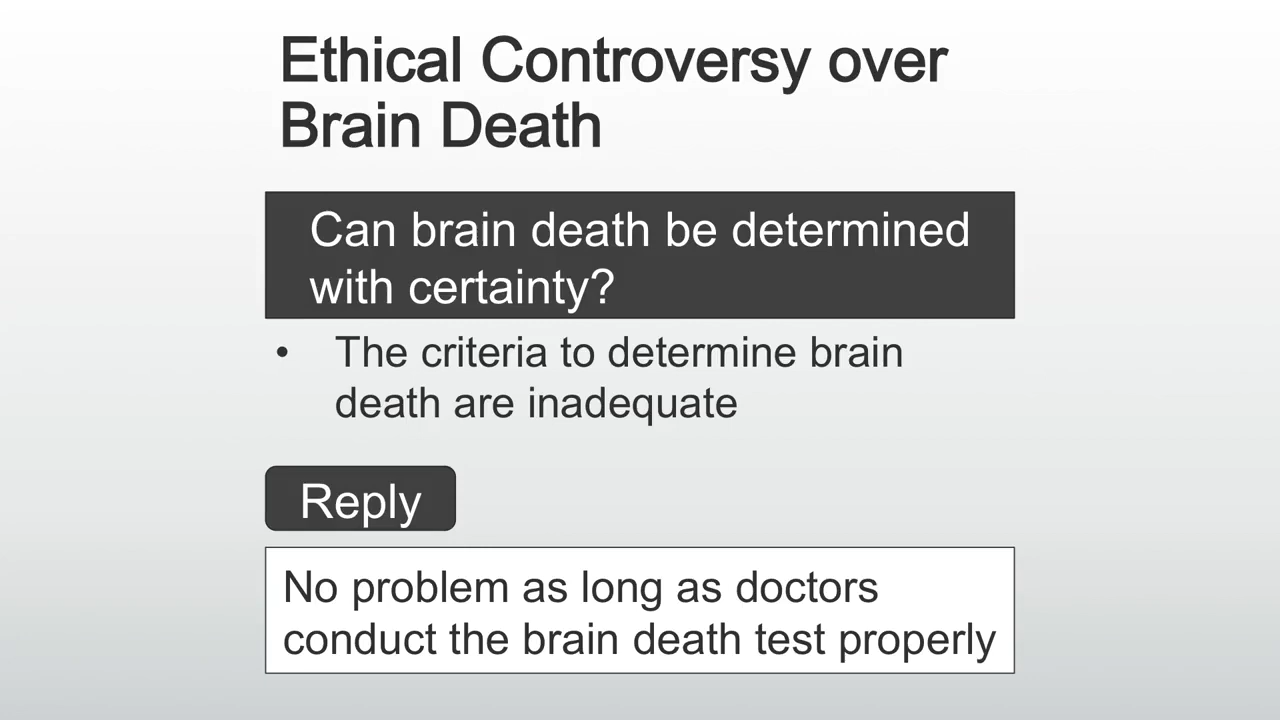 Ethical Controversy over
Brain Death
Can brain death be determined
with certainty?
• The criteria to determine brain
death are inadequate
Reply
No problem as long as doctors
conduct the brain death test properly